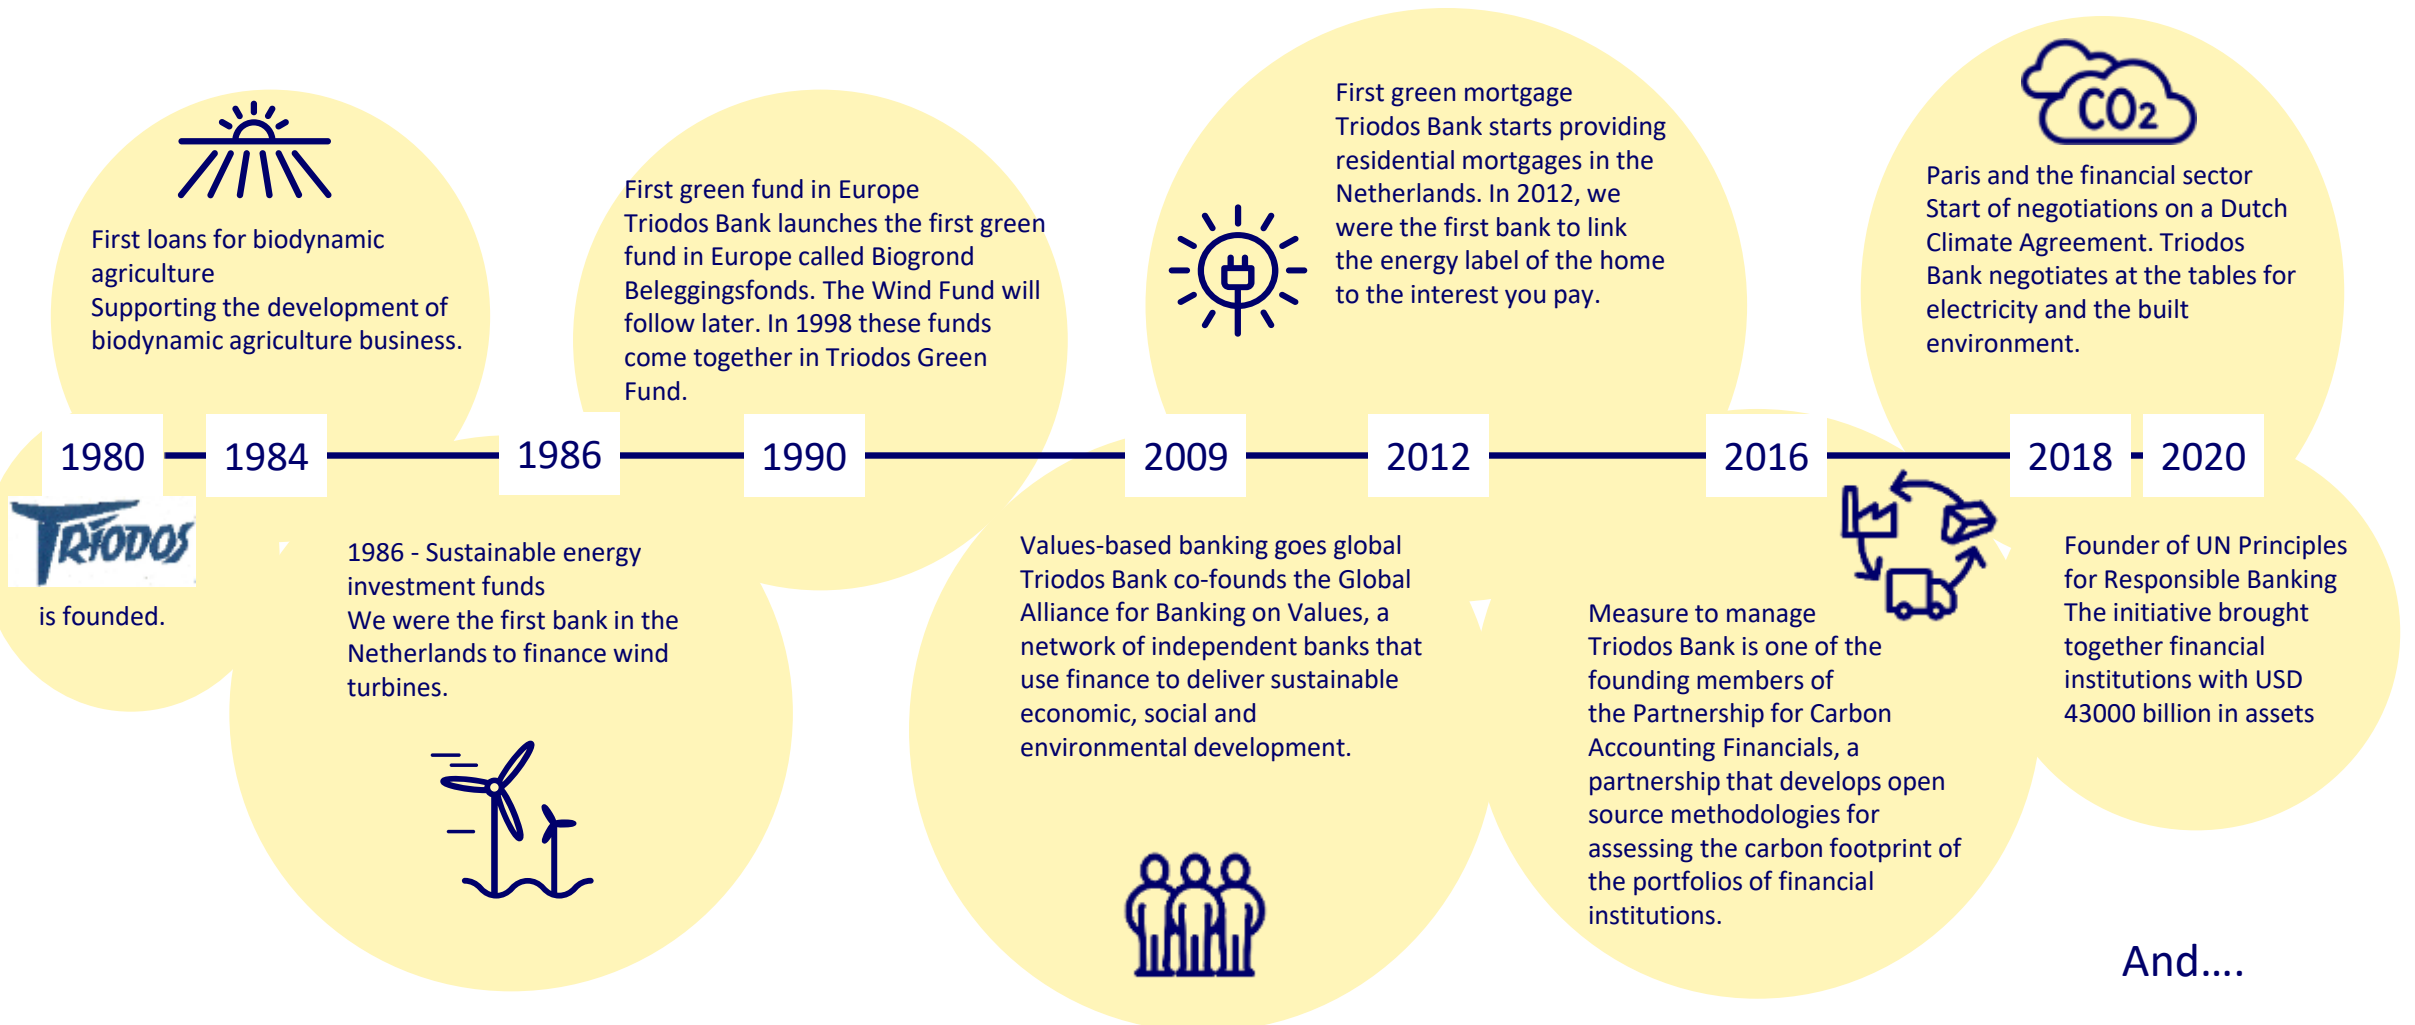 First loans for biodynamic
agriculture
Supporting the development of
biodynamic agriculture business.
First green fund in Europe
Triodos Bank launches the first green
fund in Europe called Biogrond
Beleggingsfonds. The Wind Fund will
follow later. In 1998 these funds
come together in Triodos Green
Fund.
First green mortgage
Triodos Bank starts providing
residential mortgages in the
Netherlands. In 2012, we
were the first bank to link
the energy label of the home
to the interest you pay.
CO2
Paris and the financial sector
Start of negotiations on a Dutch
Climate Agreement. Triodos
Bank negotiates at the tables for
electricity and the built
environment.
1980
1984
1986
1990
2009
2012
2016
2018
2020
TRIODOS
is founded.
1986 - Sustainable energy
investment funds
We were the first bank in the
Netherlands to finance wind
turbines.
Values-based banking goes global
Triodos Bank co-founds the Global
Alliance for Banking on Values, a
network of independent banks that
use finance to deliver sustainable
economic, social and
environmental development.
Measure to manage
Triodos Bank is one of the
founding members of
the Partnership for Carbon
Accounting Financials, a
partnership that develops open
source methodologies for
assessing the carbon footprint of
the portfolios of financial
institutions.
Founder of UN Principles
for Responsible Banking
The initiative brought
together financial
institutions with USD
43000 billion in assets
And....